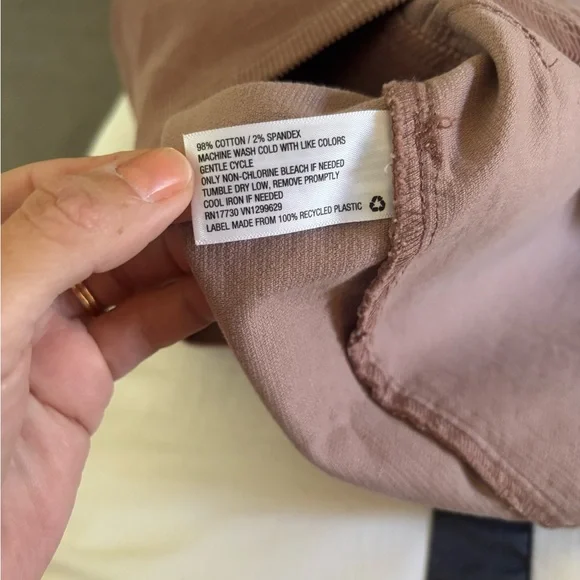 98% COTTON / 2% SPANDEX
MACHINE WASH COLD WITH LIKE COLORS
GENTLE CYCLE
ONLY NON-CHLORINE BLEACH IF NEEDED
TUMBLE DRY LOW, REMOVE PROMPTLY
COOL IRON IF NEEDED
RN17730 VN1299629
LABEL MADE FROM 100% RECYCLED PLASTIC